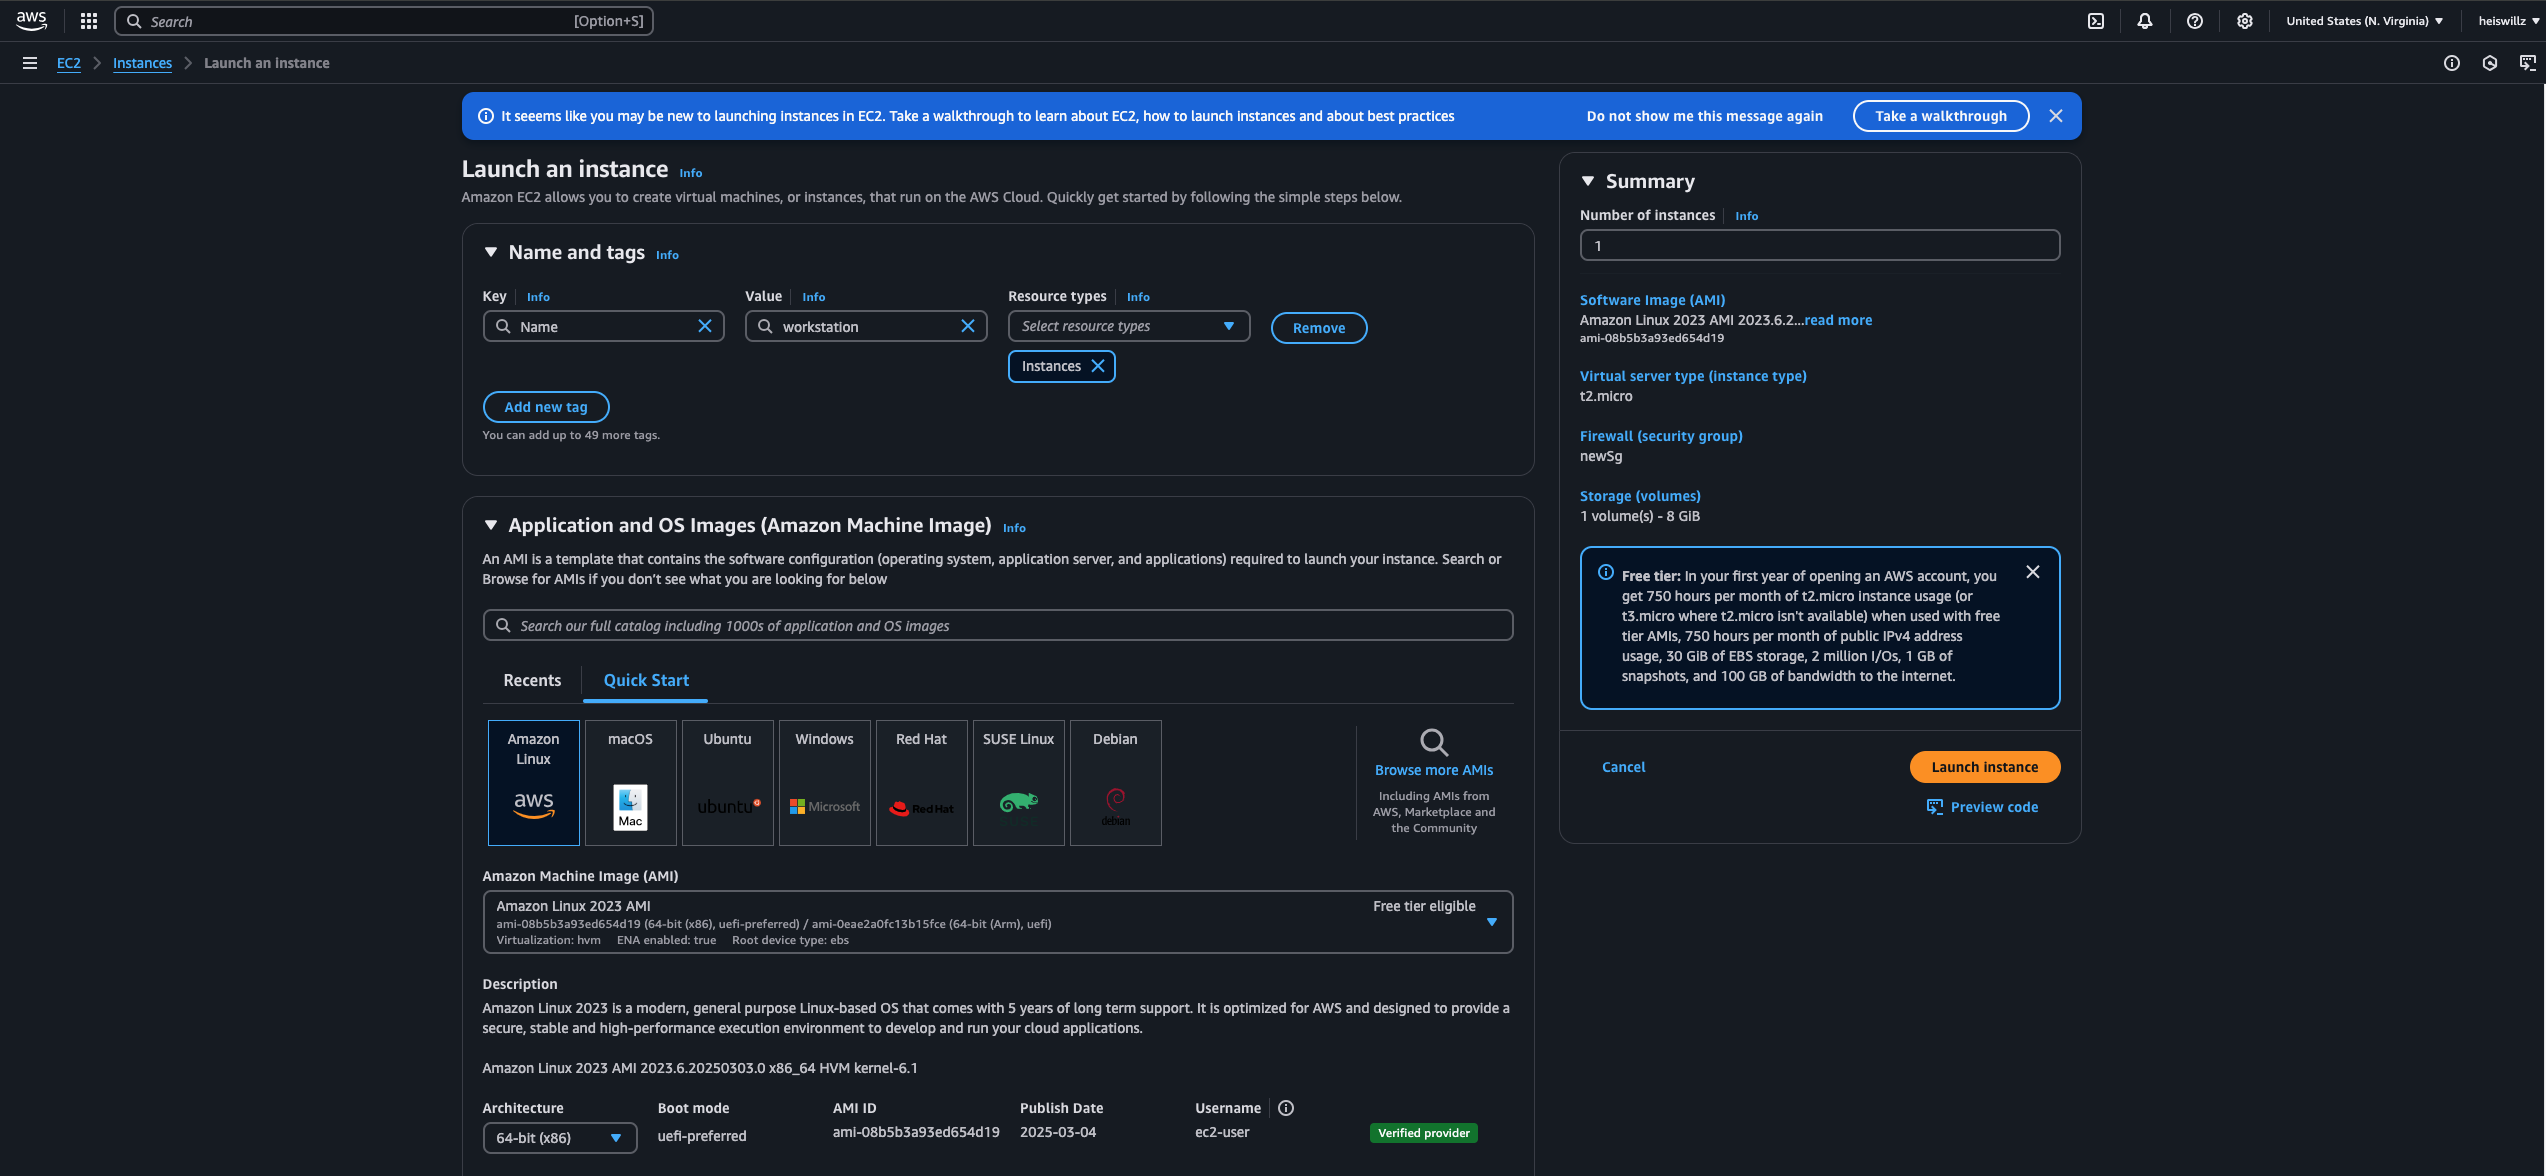 aws
Search [Option+S]
United States (N. Virginia)
heiswillz
EC2
Instances
Launch an instance
It seeems like you may be new to launching instances in EC2. Take a walkthrough to learn about EC2, how to launch instances and about best practices
Do not show me this message again
Take a walkthrough
Launch an instance Info
Amazon EC2 allows you to create virtual machines, or instances, that run on the AWS Cloud. Quickly get started by following the simple steps below.
Name and tags Info
Key Info
Value Info
Resource types Info
Name
workstation
Select resource types
Remove
Instances
Add new tag
You can add up to 49 more tags.
Application and OS Images (Amazon Machine Image) Info
An AMI is a template that contains the software configuration (operating system, application server, and applications) required to launch your instance. Search or
Browse for AMIs if you don't see what you are looking for below
Search our full catalog including 1000s of application and OS images
Recents
Quick Start
Amazon
Linux
aws
macOS
Mac
Ubuntu
ubuntu
Windows
Microsoft
Red Hat
Red Hat
SUSE Linux
Debian
debian
Browse more AMIs
Including AMIs from
AWS, Marketplace and
the Community
Amazon Machine Image (AMI)
Amazon Linux 2023 AMI
Free tier eligible
ami-08b5b3a93ed654d19 (64-bit (x86), uefi-preferred) / ami-0eae2a0fc13b15fce (64-bit (Arm), uefi)
Virtualization: hvm ENA enabled: true Root device type: ebs
Description
Amazon Linux 2023 is a modern, general purpose Linux-based OS that comes with 5 years of long term support. It is optimized for AWS and designed to provide a
secure, stable and high-performance execution environment to develop and run your cloud applications.
Amazon Linux 2023 AMI 2023.6.20250303.0 x86_64 HVM kernel-6.1
Architecture
64-bit (x86)
Boot mode
uefi-preferred
AMI ID
ami-08b5b3a93ed654d19
Publish Date
2025-03-04
Username
ec2-user
Verified provider
Summary
Number of instances Info
1
Software Image (AMI)
Amazon Linux 2023 AMI 2023.6.2...read more
ami-08b5b3a93ed654d19
Virtual server type (instance type)
t2.micro
Firewall (security group)
newSg
Storage (volumes)
1 volume(s) - 8 GiB
Free tier: In your first year of opening an AWS account, you
get 750 hours per month of t2.micro instance usage (or
t3.micro where t2.micro isn't available) when used with free
tier AMIs, 750 hours per month of public IPv4 address
usage, 30 GiB of EBS storage, 2 million I/Os, 1 GB of
snapshots, and 100 GB of bandwidth to the internet.
Cancel
Launch instance
Preview code